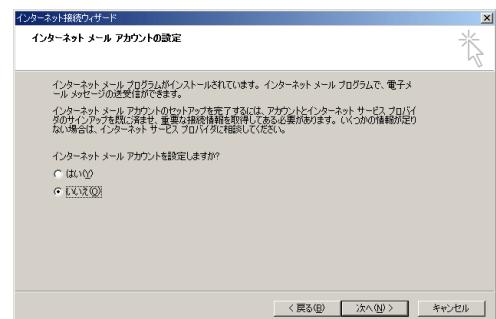 インターネット接続ウィザード
インターネット メール アカウントの設定
インターネット メール プログラムがインストールされています。インターネット メール プログラムで、電子メ
ール メッセージの送受信ができます。
インターネット メール アカウントのセットアップを完了するには、アカウントとインターネット サービス プロバイ
ダのサインアップを既に済ませ、重要な接続情報を取得してある必要があります。いくつかの情報が足り
ない場合は、インターネット サービス プロバイダに相談してください。
インターネット メール アカウントを設定しますか?
はい(Y)
いいえ(O)
< 戻る(B)
次へ(N) >
キャンセル